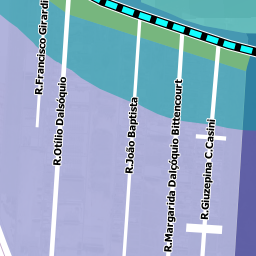 R.Francisco Girardi
R.Otílio Dalsóquio
R.João Baptista
R.Margarida Dalçóquio Bittencourt
R.Giuzepina C.Casini